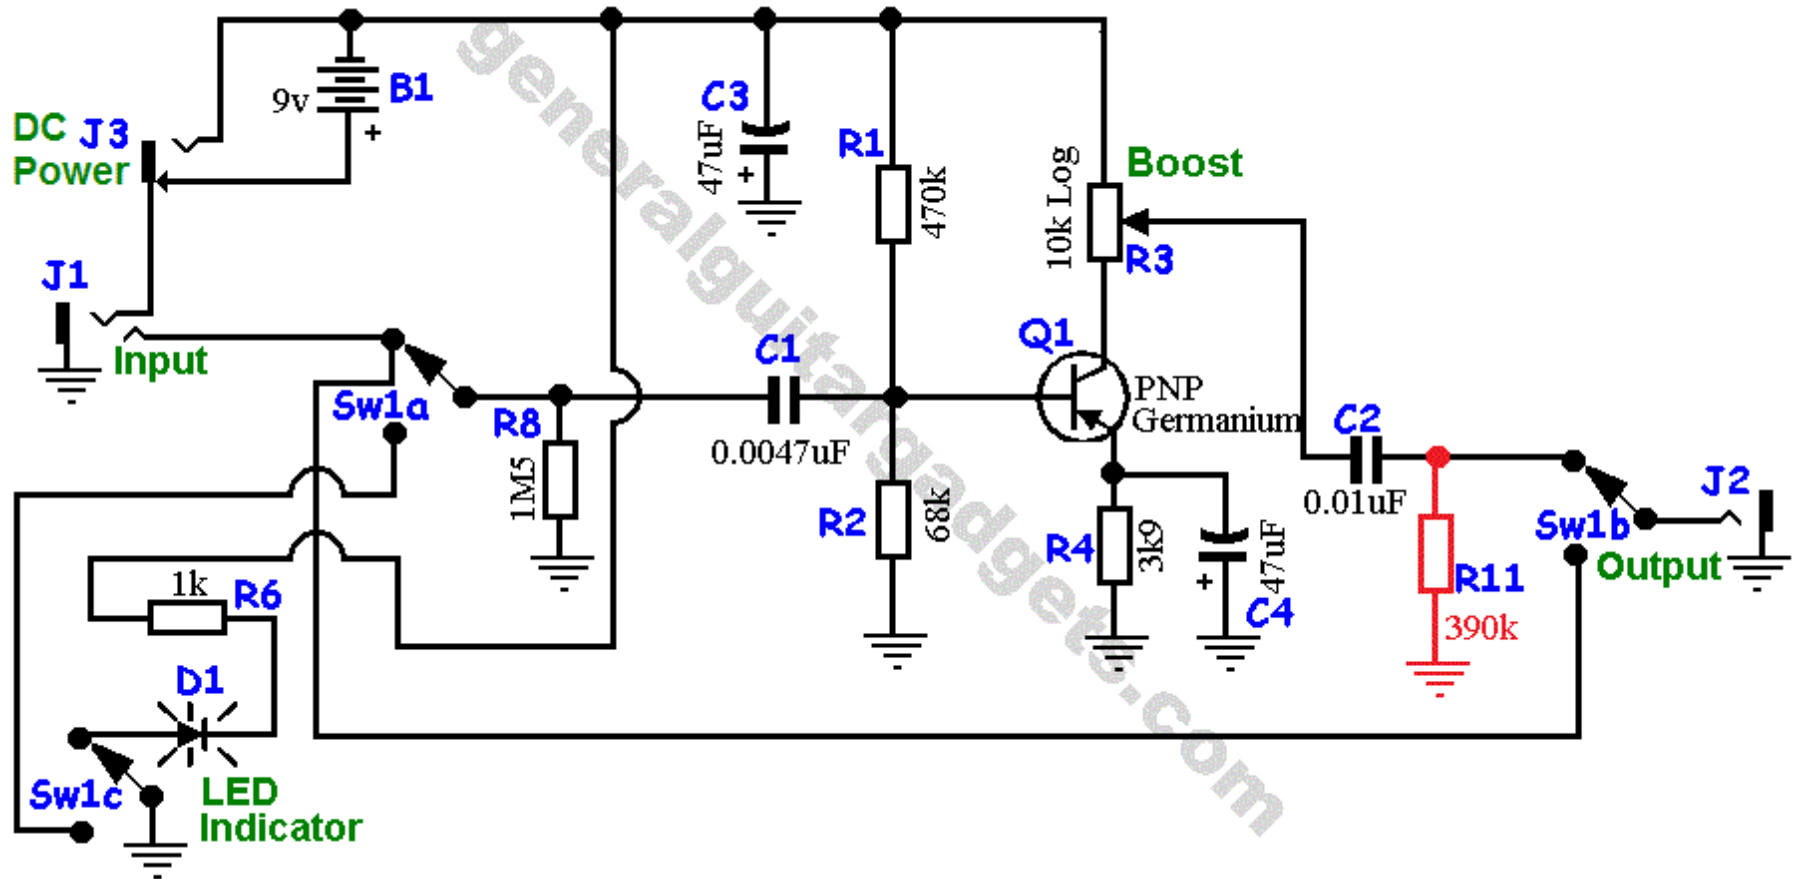 DC
Power
J3
9v
B1
+
C3
47uF
+
R1
470k
10k Log
Boost
R3
J1
Input
Sw1a
R8
1M5
C1
0.0047uF
Q1
PNP
Germanium
R2
68k
R4
3k9
+
47uF
C4
C2
0.01uF
R11
390k
Sw1b
J2
Output
1k
R6
D1
Sw1c
LED
Indicator
generalguitargadgets.com